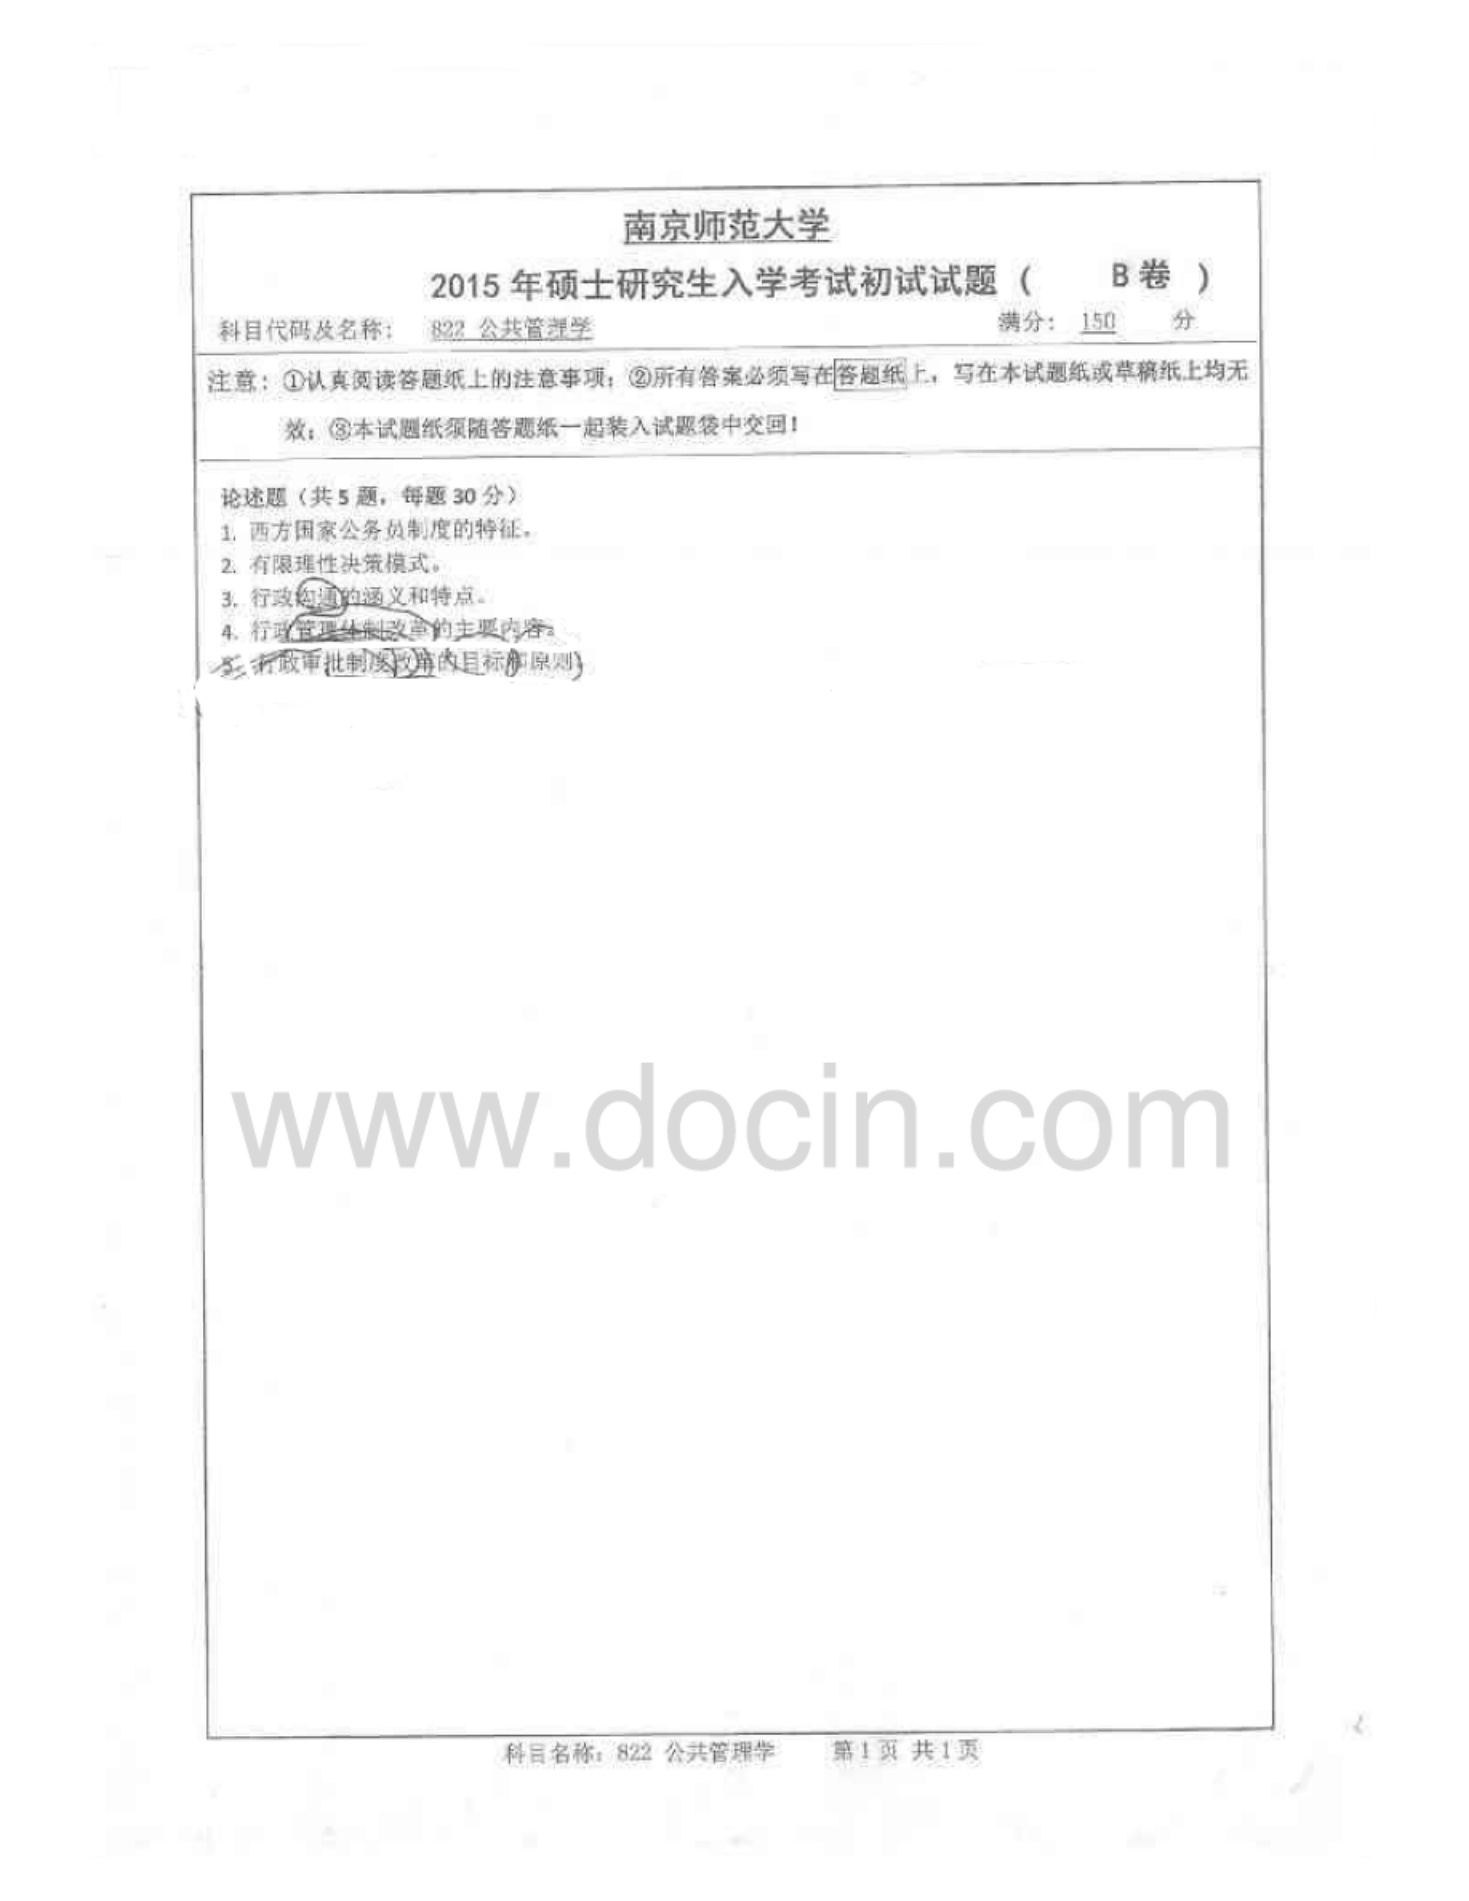 南京师范大学
2015 年硕士研究生入学考试初试试题（ B 卷 ）
科目代码及名称： 822 公共管理学 满分： 150 分
注意：①认真阅读答题纸上的注意事项；②所有答案必须写在答题纸上，写在本试题纸或草稿纸上均无
效；③本试题纸须随答题纸一起装入试题袋中交回！
论述题（共 5 题，每题 30 分）
1. 西方国家公务员制度的特征。
2. 有限理性决策模式。
3. 行政沟通的涵义和特点。
4. 行政管理体制改革的主要内容。
5. 行政审批制度改革的目标和原则
www.docin.com
科目名称：822 公共管理学 第 1 页 共 1 页